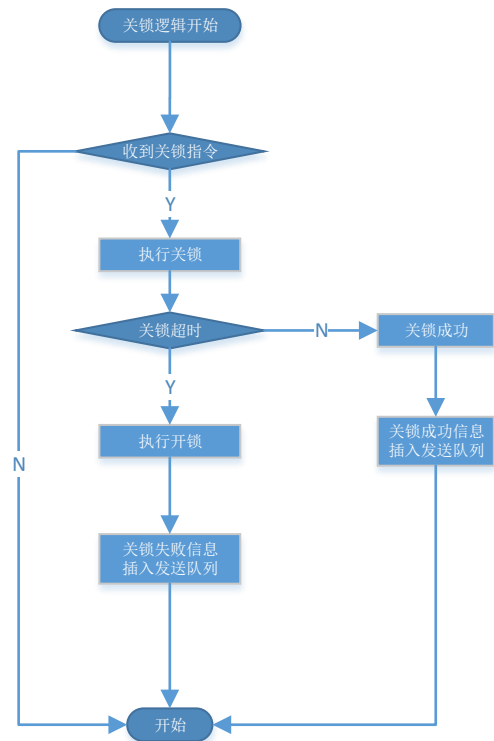 关锁逻辑开始
收到关锁指令
Y
执行关锁
关锁超时
N
关锁成功
Y
执行开锁
关锁成功信息
插入发送队列
N
关锁失败信息
插入发送队列
开始